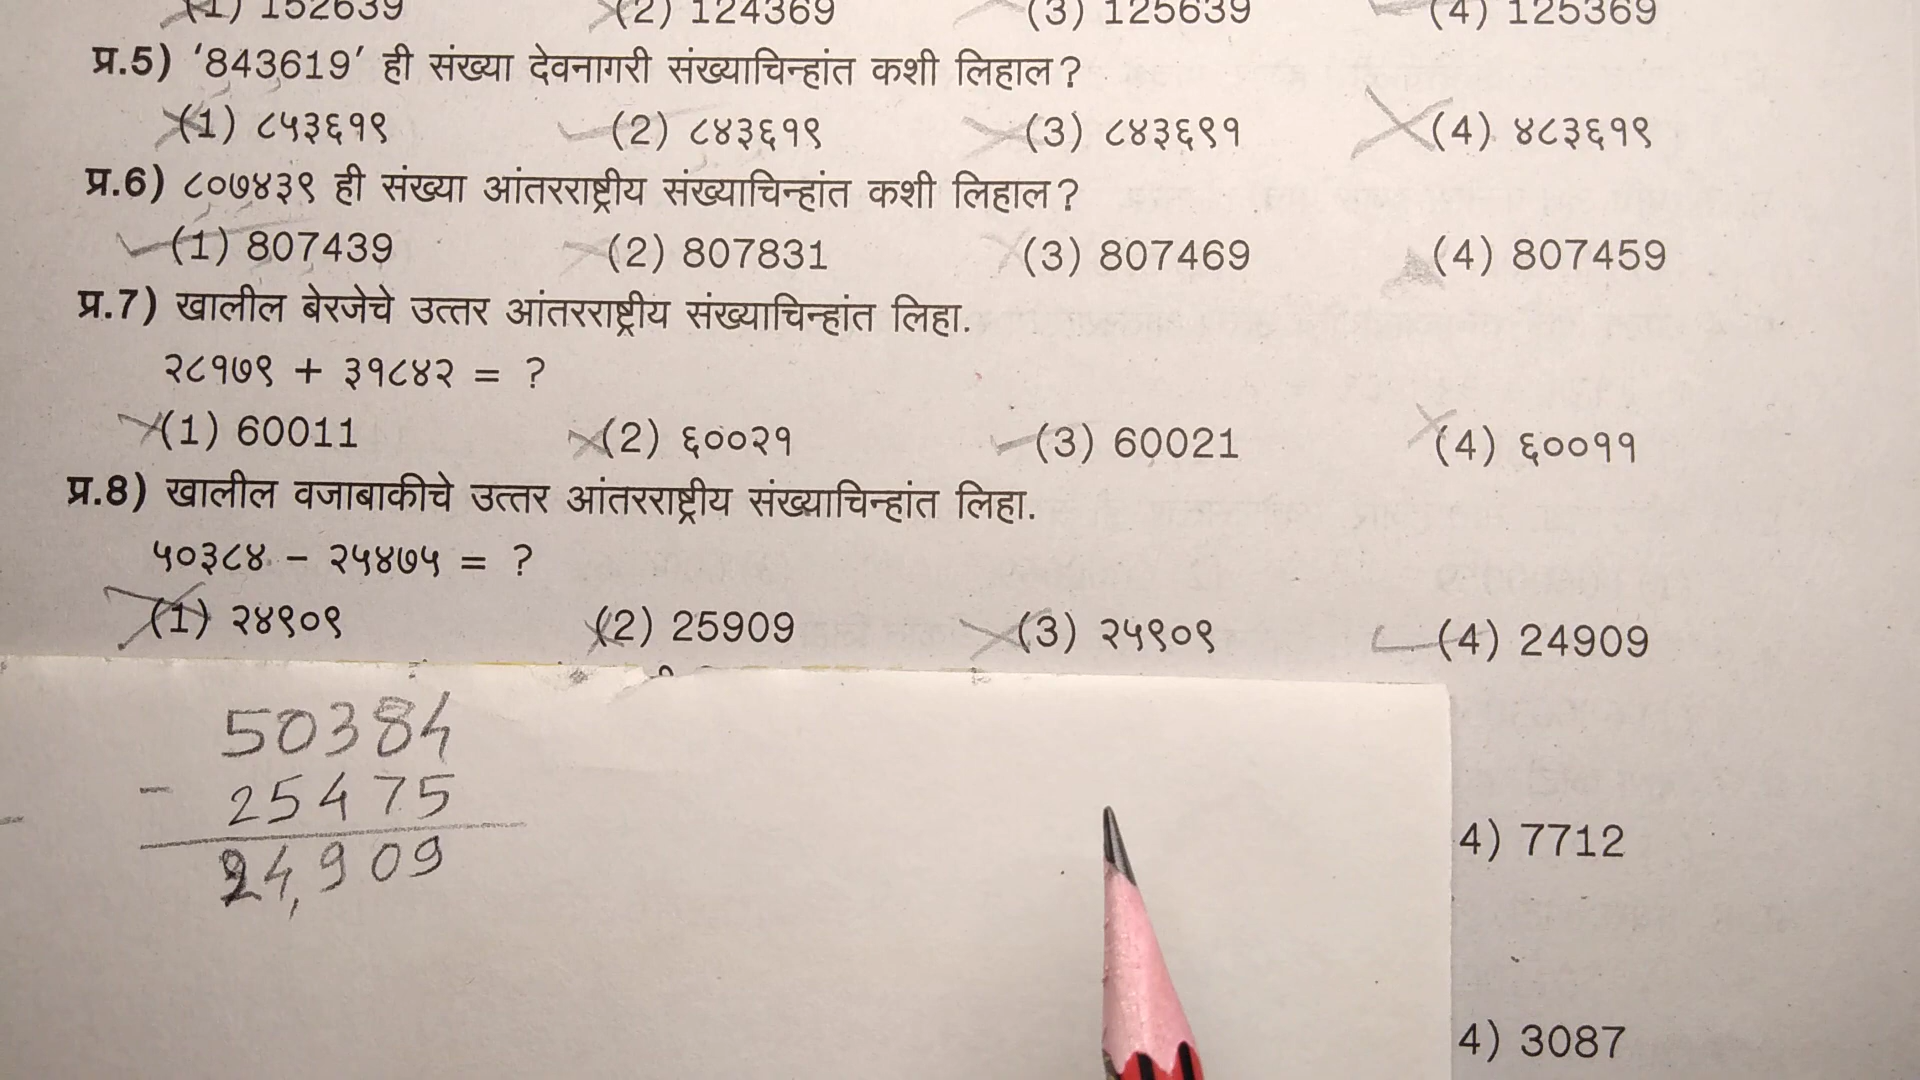 (1) 152639 (2) 124369 (3) 125639 (4) 125369
प्र.5) '843619' ही संख्या देवनागरी संख्याचिन्हांत कशी लिहाल?
(1) ८५३६१९ (2) ८४३६१९ (3) ८४३६९१ (4) ४८३६१९
प्र.6) ८०७४३९ ही संख्या आंतरराष्ट्रीय संख्याचिन्हांत कशी लिहाल?
(1) 807439 (2) 807831 (3) 807469 (4) 807459
प्र.7) खालील बेरजेचे उत्तर आंतरराष्ट्रीय संख्याचिन्हांत लिहा.
२८१७९ + ३१८४२ = ?
(1) 60011 (2) ६००२१ (3) 60021 (4) ६००११
प्र.8) खालील वजाबाकीचे उत्तर आंतरराष्ट्रीय संख्याचिन्हांत लिहा.
५०३८४ – २५४७५ = ?
(1) २४९०९ (2) 25909 (3) २५९०९ (4) 24909
50384
- 25475
24,909
4) 7712
4) 3087